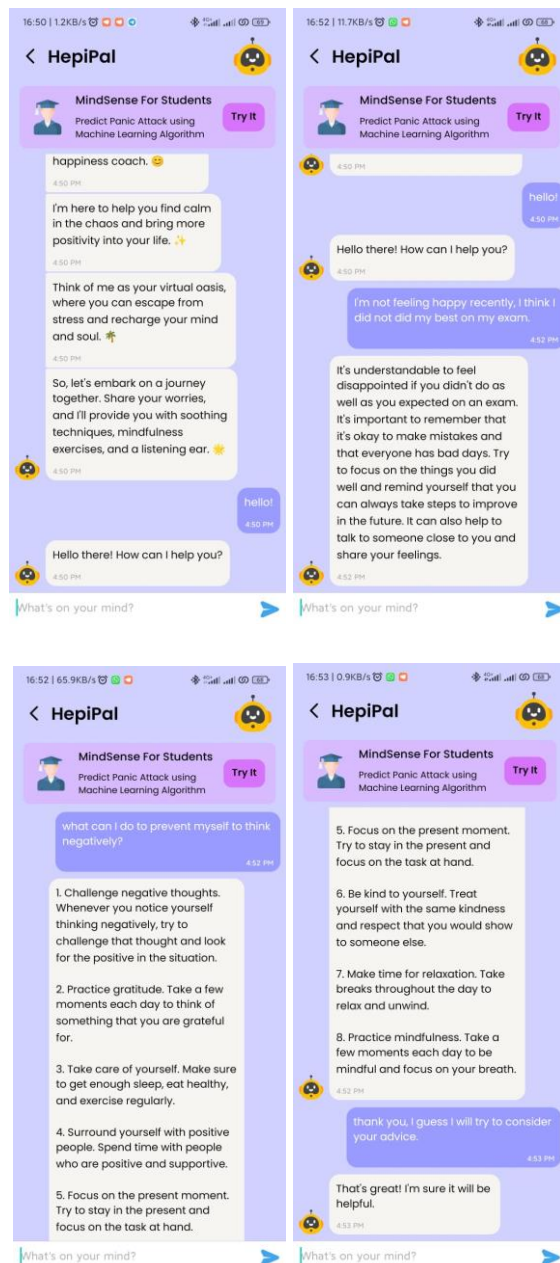 16:50 | 1.2KB/s
HepiPal
MindSense For Students
Predict Panic Attack using
Machine Learning Algorithm
Try It
happiness coach. 😊
4:50 PM
I'm here to help you find calm
in the chaos and bring more
positivity into your life. ✨
4:50 PM
Think of me as your virtual oasis,
where you can escape from
stress and recharge your mind
and soul. 🌴
4:50 PM
So, let's embark on a journey
together. Share your worries,
and I'll provide you with soothing
techniques, mindfulness
exercises, and a listening ear. 🌟
4:50 PM
hello!
4:50 PM
Hello there! How can I help you?
4:50 PM
What's on your mind?
16:52 | 11.7KB/s
HepiPal
MindSense For Students
Predict Panic Attack using
Machine Learning Algorithm
Try It
4:50 PM
hello!
4:50 PM
Hello there! How can I help you?
4:50 PM
I'm not feeling happy recently, I think I
did not did my best on my exam.
4:52 PM
It's understandable to feel
disappointed if you didn't do as
well as you expected on an exam.
It's important to remember that
it's okay to make mistakes and
that everyone has bad days. Try
to focus on the things you did
well and remind yourself that you
can always take steps to improve
in the future. It can also help to
talk to someone close to you and
share your feelings.
4:52 PM
What's on your mind?
16:52 | 65.9KB/s
HepiPal
MindSense For Students
Predict Panic Attack using
Machine Learning Algorithm
Try It
what can I do to prevent myself to think
negatively?
4:52 PM
1. Challenge negative thoughts.
Whenever you notice yourself
thinking negatively, try to
challenge that thought and look
for the positive in the situation.
2. Practice gratitude. Take a few
moments each day to think of
something that you are grateful
for.
3. Take care of yourself. Make sure
to get enough sleep, eat healthy,
and exercise regularly.
4. Surround yourself with positive
people. Spend time with people
who are positive and supportive.
5. Focus on the present moment.
Try to stay in the present and
focus on the task at hand.
What's on your mind?
16:53 | 0.9KB/s
HepiPal
MindSense For Students
Predict Panic Attack using
Machine Learning Algorithm
Try It
5. Focus on the present moment.
Try to stay in the present and
focus on the task at hand.
6. Be kind to yourself. Treat
yourself with the same kindness
and respect that you would show
to someone else.
7. Make time for relaxation. Take
breaks throughout the day to
relax and unwind.
8. Practice mindfulness. Take a
few moments each day to be
mindful and focus on your breath.
4:52 PM
thank you, I guess I will try to consider
your advice.
4:53 PM
That's great! I'm sure it will be
helpful.
4:53 PM
What's on your mind?